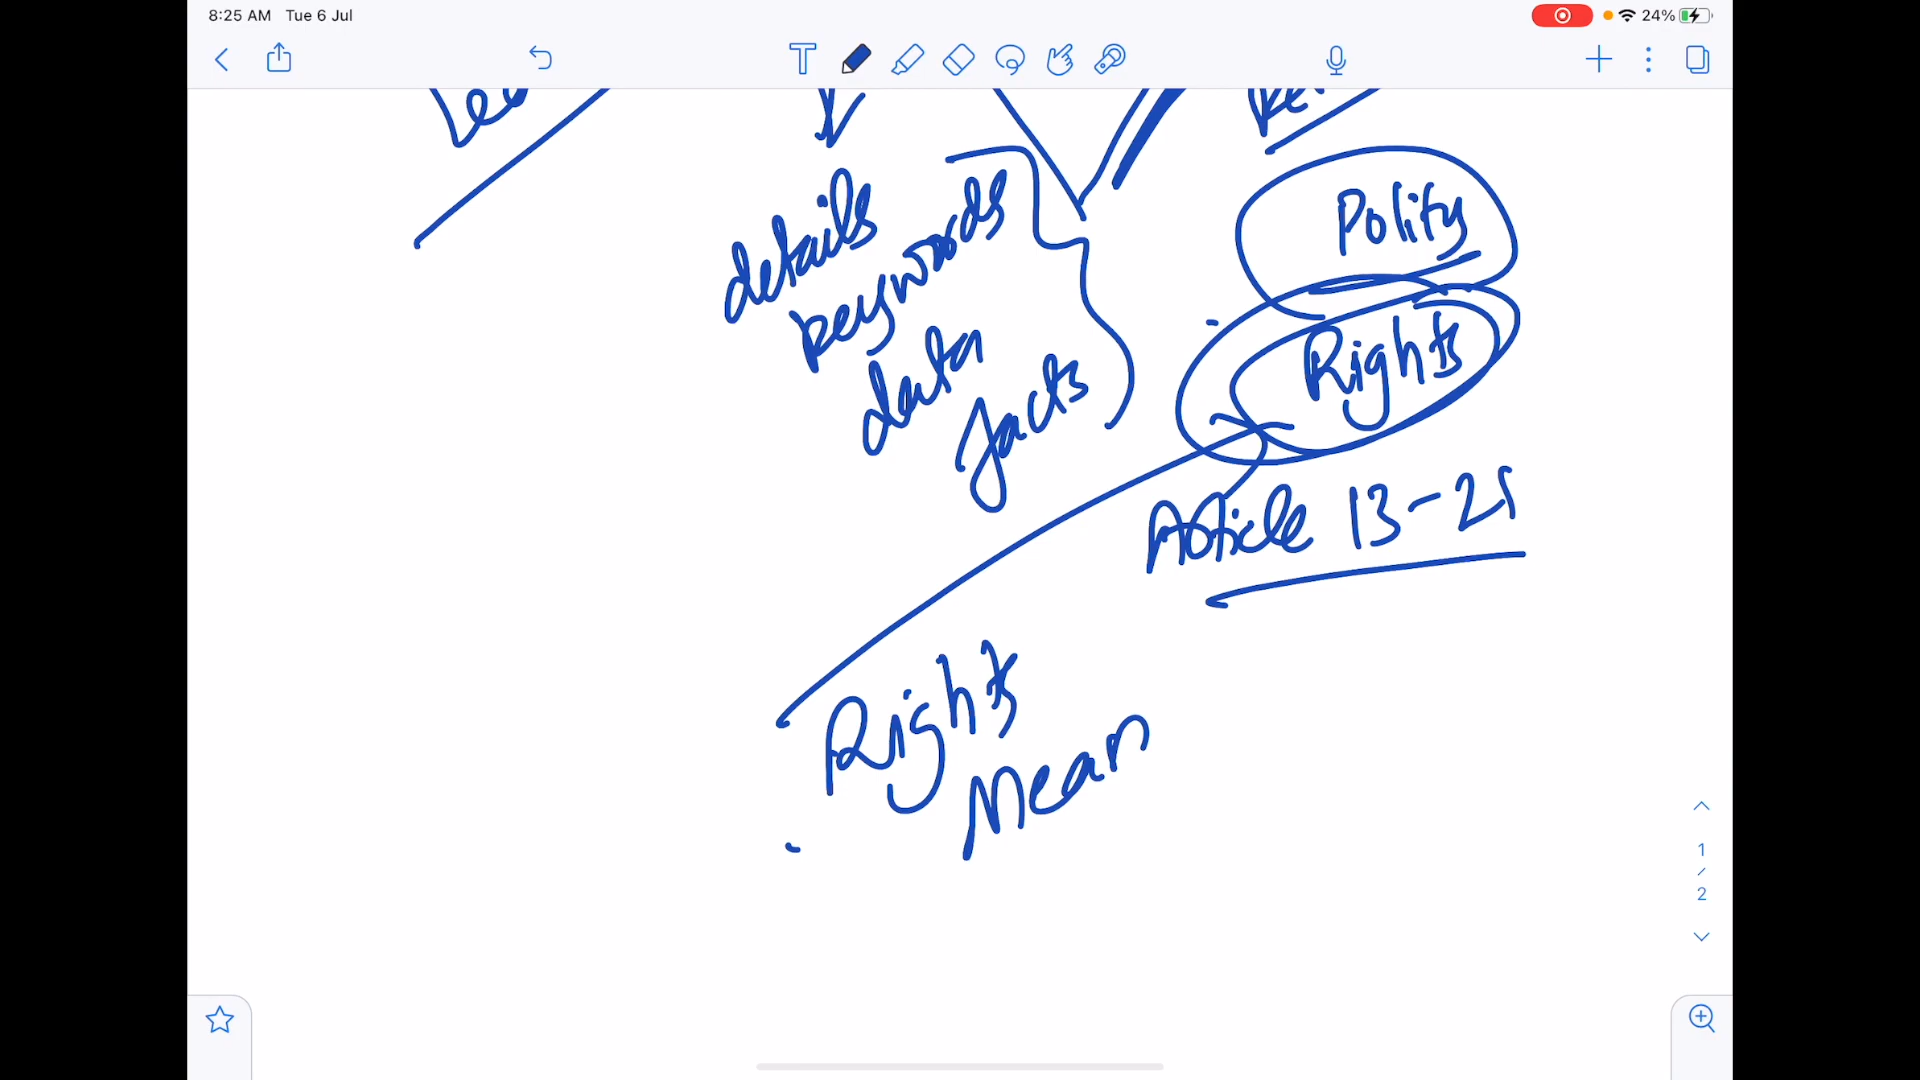 8:25 AM Tue 6 Jul
24%
T
details
keywords
data
facts
Polity
Rights
Article 13-21
Rights
Mean
1
/
2